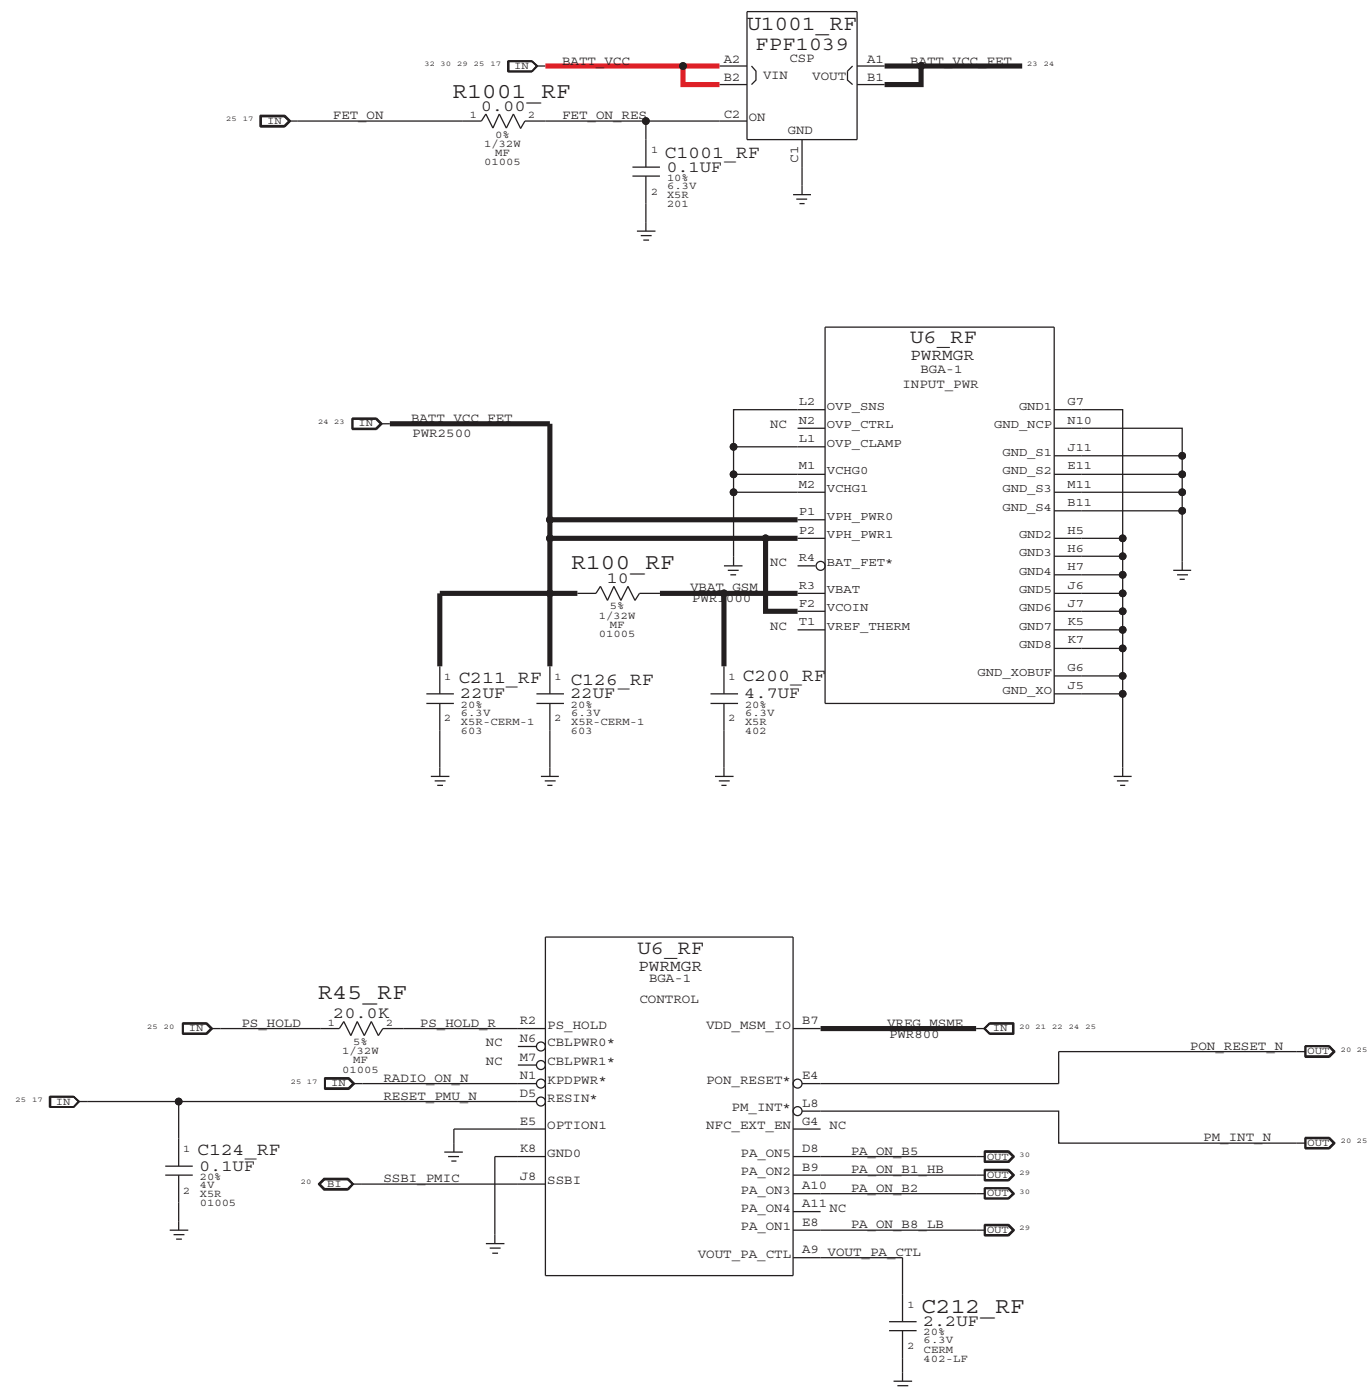 U1001_RF
FPF1039
CSP
32 30 29 25 17 IN BATT_VCC A2 A1 BATT_VCC_FET 23 24
VIN VOUT
B2 B1
R1001_RF
0.00
25 17 IN FET_ON 1 2 FET_ON_RES C2 ON
0%
1/32W
MF
01005
GND
C1
1 C1001_RF
0.1UF
10%
6.3V
2 X5R
201
U6_RF
PWRMGR
BGA-1
INPUT_PWR
24 23 IN BATT_VCC_FET
PWR2500
L2 OVP_SNS
NC N2 OVP_CTRL
L1 OVP_CLAMP
M1 VCHG0
M2 VCHG1
P1 VPH_PWR0
P2 VPH_PWR1
NC R4 BAT_FET*
R3 VBAT
F2 VCOIN
NC T1 VREF_THERM
GND1 G7
GND_NCP N10
GND_S1 J11
GND_S2 E11
GND_S3 M11
GND_S4 B11
GND2 H5
GND3 H6
GND4 H7
GND5 J6
GND6 J7
GND7 K5
GND8 K7
GND_XOBUF G6
GND_XO J5
R100_RF
10
5%
1/32W
MF
01005
VBAT_GSM
PWR1000
1 C211_RF
22UF
20%
6.3V
2 X5R-CERM-1
603
1 C126_RF
22UF
20%
6.3V
2 X5R-CERM-1
603
1 C200_RF
4.7UF
20%
6.3V
2 X5R
402
U6_RF
PWRMGR
BGA-1
CONTROL
R45_RF
20.0K
25 20 IN PS_HOLD 1 2 PS_HOLD_R R2 PS_HOLD
5%
1/32W
MF
01005
NC N6 CBLPWR0*
NC M7 CBLPWR1*
25 17 IN RADIO_ON_N N1 KPDPWR*
25 17 IN RESET_PMU_N D5 RESIN*
E5 OPTION1
K8 GND0
20 BI SSBI_PMIC J8 SSBI
1 C124_RF
0.1UF
20%
4V
2 X5R
01005
VDD_MSM_IO B7 VREG_MSME IN 20 21 22 24 25
PWR800
PON_RESET* E4 PON_RESET_N OUT 20 25
PM_INT* L8 PM_INT_N OUT 20 25
NFC_EXT_EN G4 NC
PA_ON5 D8 PA_ON_B5 OUT 30
PA_ON2 B9 PA_ON_B1_HB OUT 29
PA_ON3 A10 PA_ON_B2 OUT 30
PA_ON4 A11 NC
PA_ON1 E8 PA_ON_B8_LB OUT 29
VOUT_PA_CTL A9 VOUT_PA_CTL
1 C212_RF
2.2UF
20%
6.3V
2 CERM
402-LF